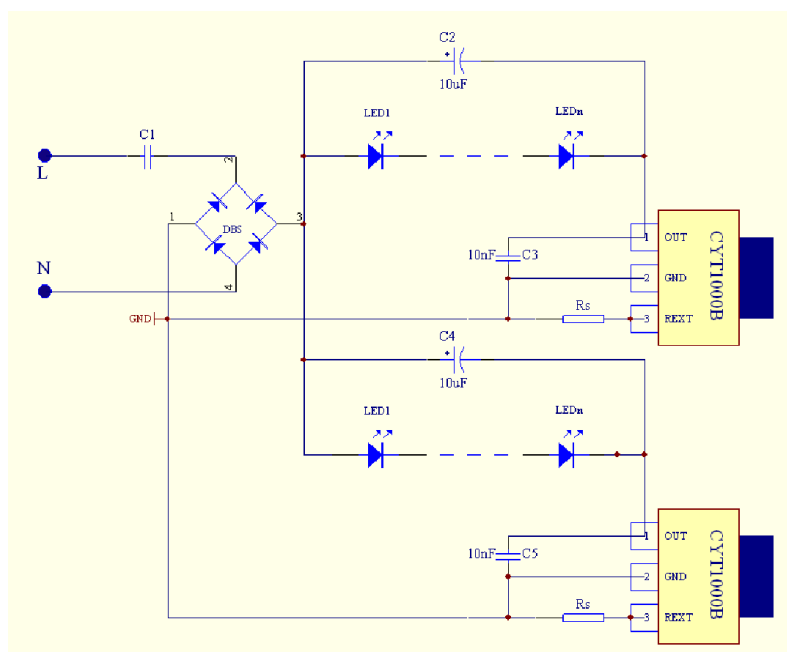 C2
+
10uF
LED1
LEDn
C1
L
2
1
DBS
3
N
4
10nF
C3
1 OUT
2 GND
3 REXT
CYT1000B
GND
Rs
C4
+
10uF
LED1
LEDn
10nF
C5
1 OUT
2 GND
3 REXT
CYT1000B
Rs